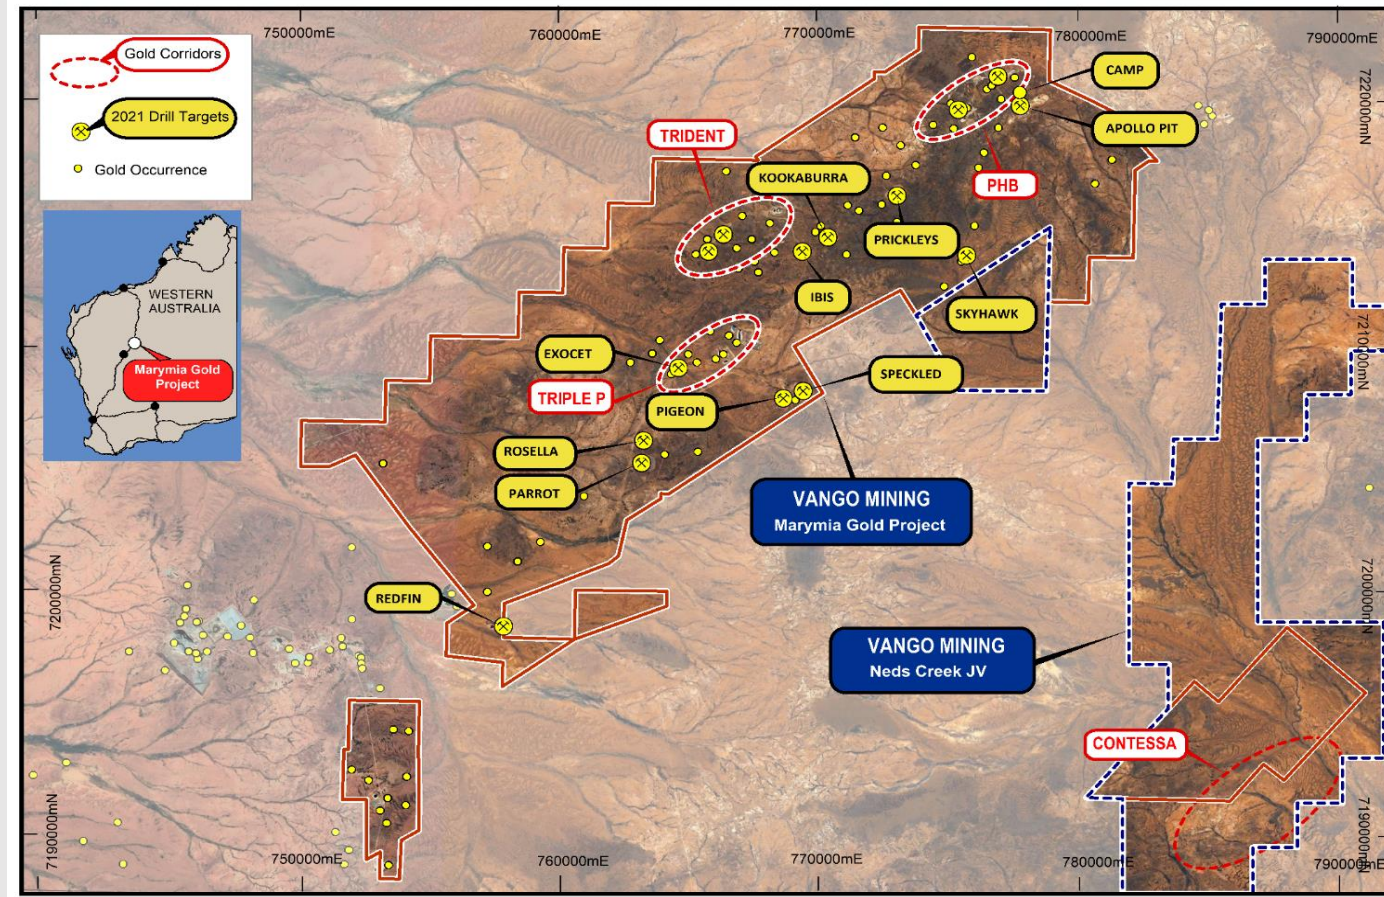 750000mE
760000mE
770000mE
780000mE
790000mE
Gold Corridors
2021 Drill Targets
Gold Occurrence
WESTERN
AUSTRALIA
Marymia Gold
Project
CAMP
7220000mN
APOLLO PIT
TRIDENT
KOOKABURRA
PHB
PRICKLEYS
IBIS
SKYHAWK
7210000mN
EXOCET
SPECKLED
TRIPLE P
PIGEON
ROSELLA
PARROT
VANGO MINING
Marymia Gold Project
7200000mN
7200000mN
REDFIN
VANGO MINING
Neds Creek JV
CONTESSA
7190000mN
7190000mN
750000mE
760000mE
770000mE
780000mE
790000mE